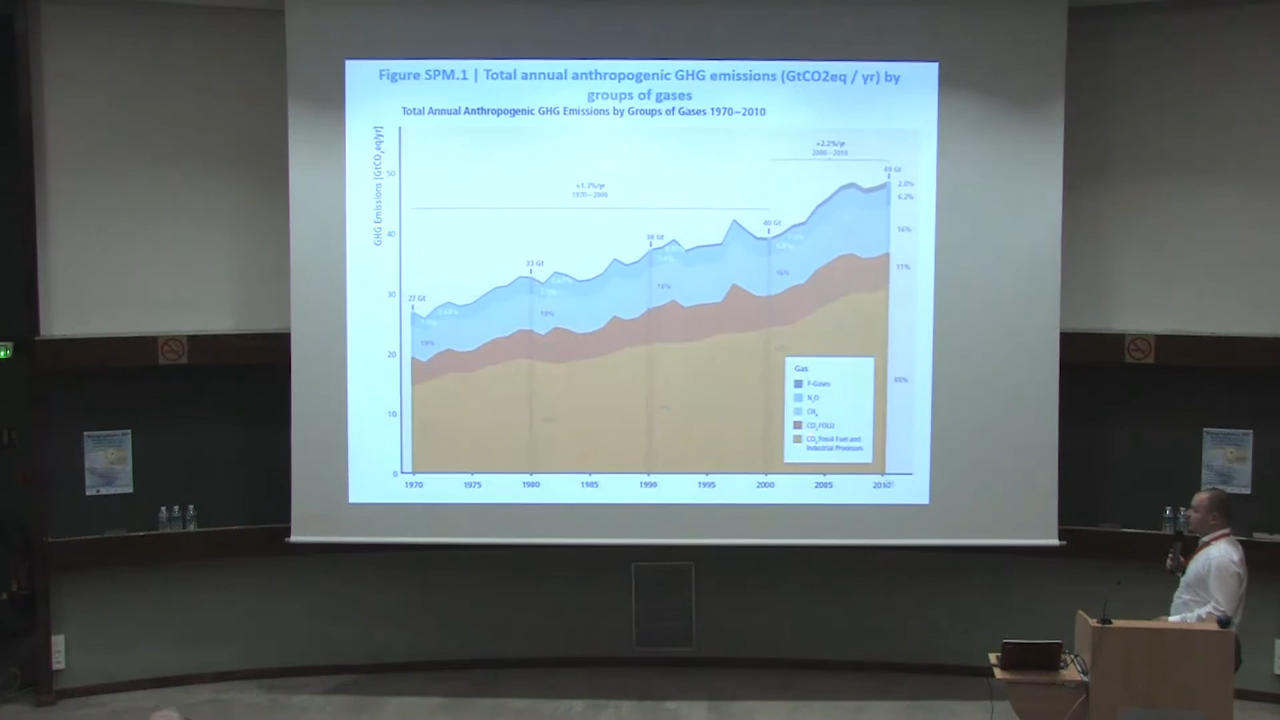 Figure SPM.1 | Total annual anthropogenic GHG emissions (GtCO2eq / yr) by
groups of gases
Total Annual Anthropogenic GHG Emissions by Groups of Gases 1970–2010
GHG Emissions [GtCO2eq/yr]
+2.2%/yr
2000–2010
+1.3%/yr
1970–2000
50
40
30
20
10
0
27 Gt
33 Gt
38 Gt
40 Gt
49 Gt
2.0%
6.2%
16%
11%
65%
19%
18%
18%
16%
Gas
F-Gases
N2O
CH4
CO2 FOLU
CO2 Fossil Fuel and
Industrial Processes
1970
1975
1980
1985
1990
1995
2000
2005
2010